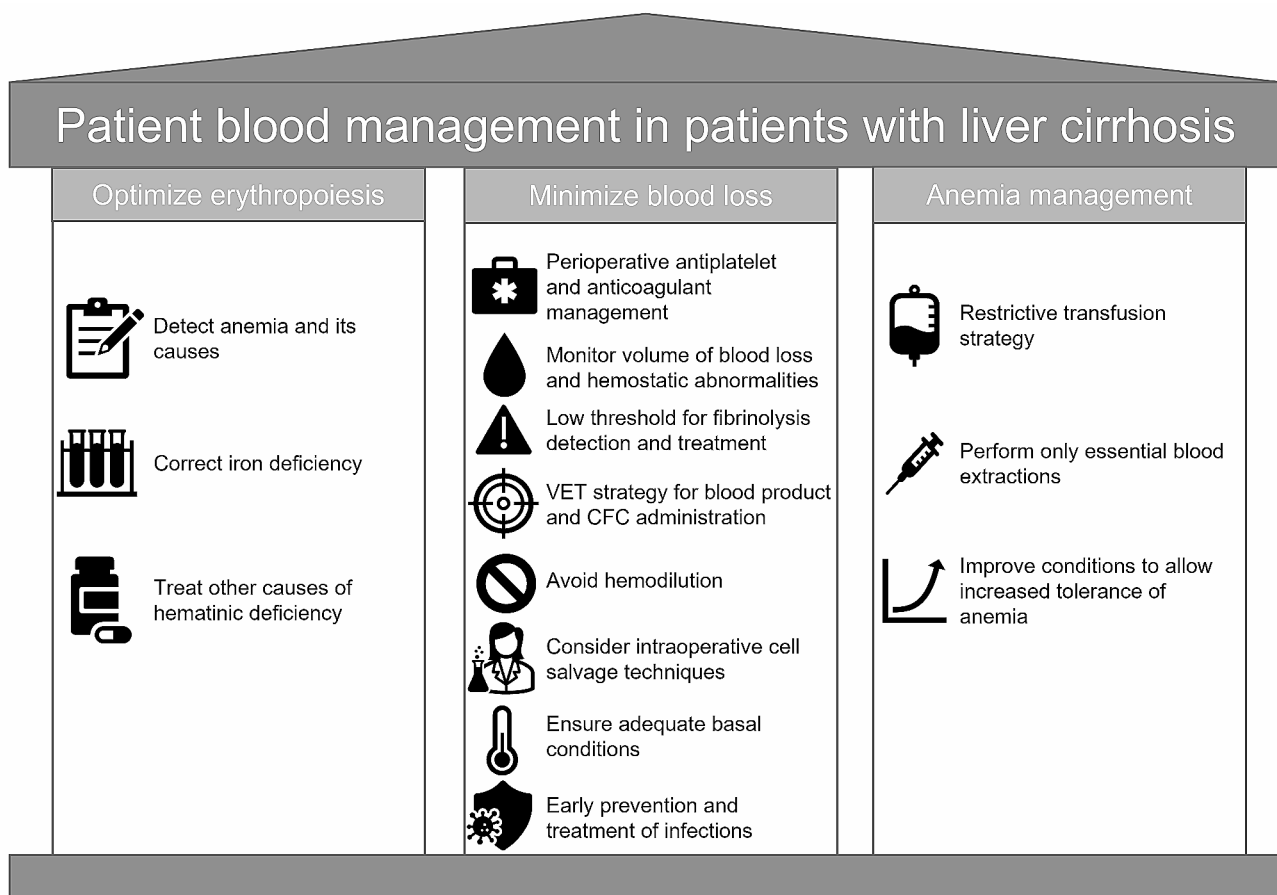 Patient blood management in patients with liver cirrhosis
Optimize erythropoiesis
Detect anemia and its
causes
Correct iron deficiency
Treat other causes of
hematinic deficiency
Minimize blood loss
Perioperative antiplatelet
and anticoagulant
management
Monitor volume of blood loss
and hemostatic abnormalities
Low threshold for fibrinolysis
detection and treatment
VET strategy for blood product
and CFC administration
Avoid hemodilution
Consider intraoperative cell
salvage techniques
Ensure adequate basal
conditions
Early prevention and
treatment of infections
Anemia management
Restrictive transfusion
strategy
Perform only essential blood
extractions
Improve conditions to allow
increased tolerance of
anemia